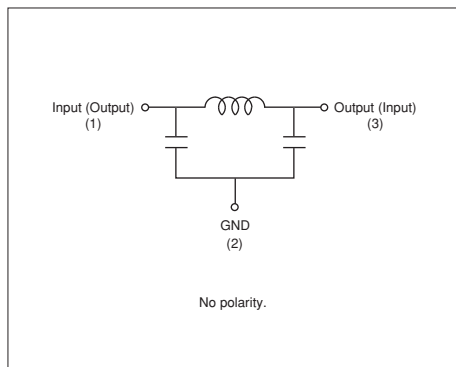 Input (Output)
(1)
Output (Input)
(3)
GND
(2)
No polarity.